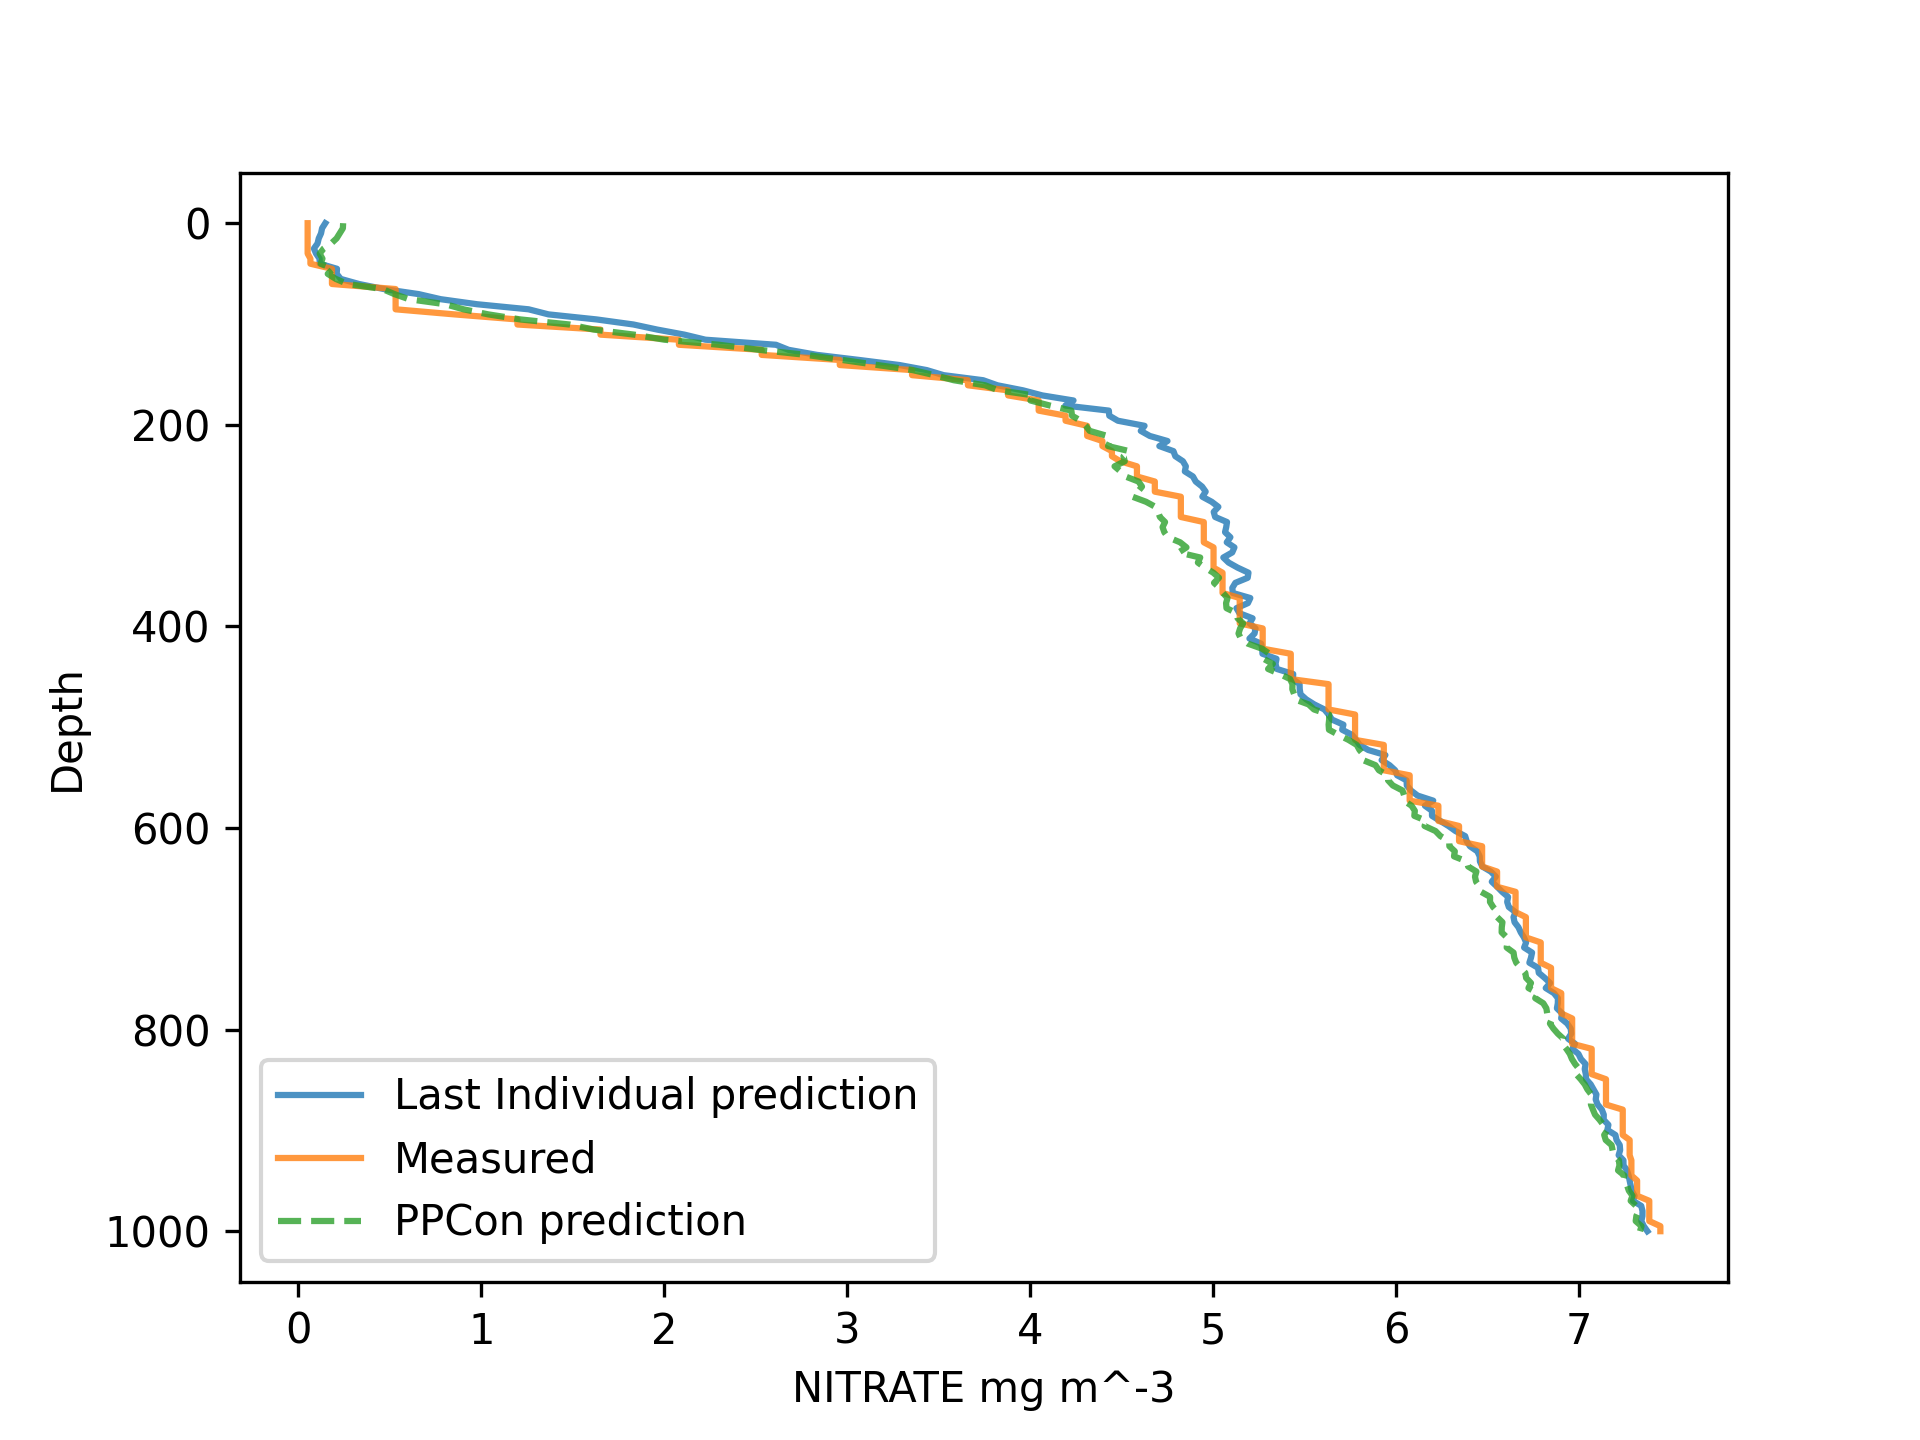 0
200
400
600
800
1000
Depth
Last Individual prediction
Measured
PPCon prediction
0 1 2 3 4 5 6 7
NITRATE mg m^-3